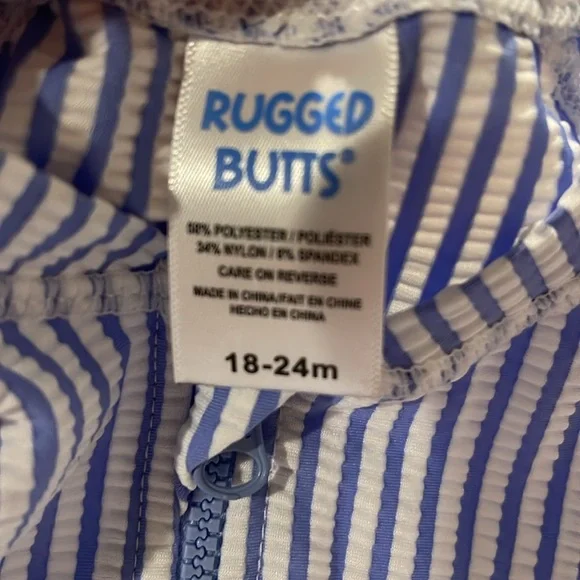 RUGGED
BUTTS®
58% POLYESTER / POLIÉSTER
34% NYLON / 8% SPANDEX
CARE ON REVERSE
MADE IN CHINA/FAIT EN CHINE
HECHO EN CHINA
18-24m